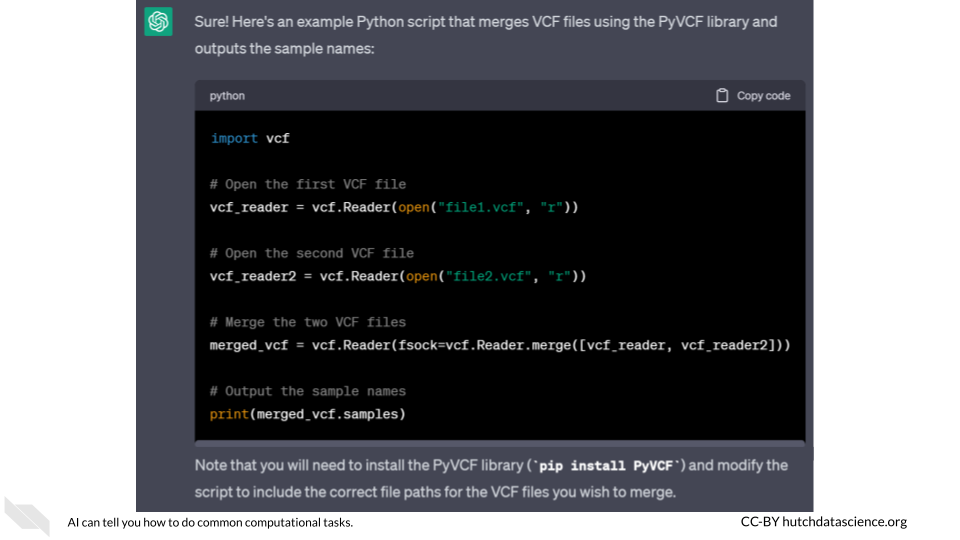 Sure! Here's an example Python script that merges VCF files using the PyVCF library and
outputs the sample names:
python
Copy code
import vcf
# Open the first VCF file
vcf_reader = vcf.Reader(open("file1.vcf", "r"))
# Open the second VCF file
vcf_reader2 = vcf.Reader(open("file2.vcf", "r"))
# Merge the two VCF files
merged_vcf = vcf.Reader(fsock=vcf.Reader.merge([vcf_reader, vcf_reader2]))
# Output the sample names
print(merged_vcf.samples)
Note that you will need to install the PyVCF library (`pip install PyVCF`) and modify the
script to include the correct file paths for the VCF files you wish to merge.
AI can tell you how to do common computational tasks.
CC-BY hutchdatascience.org